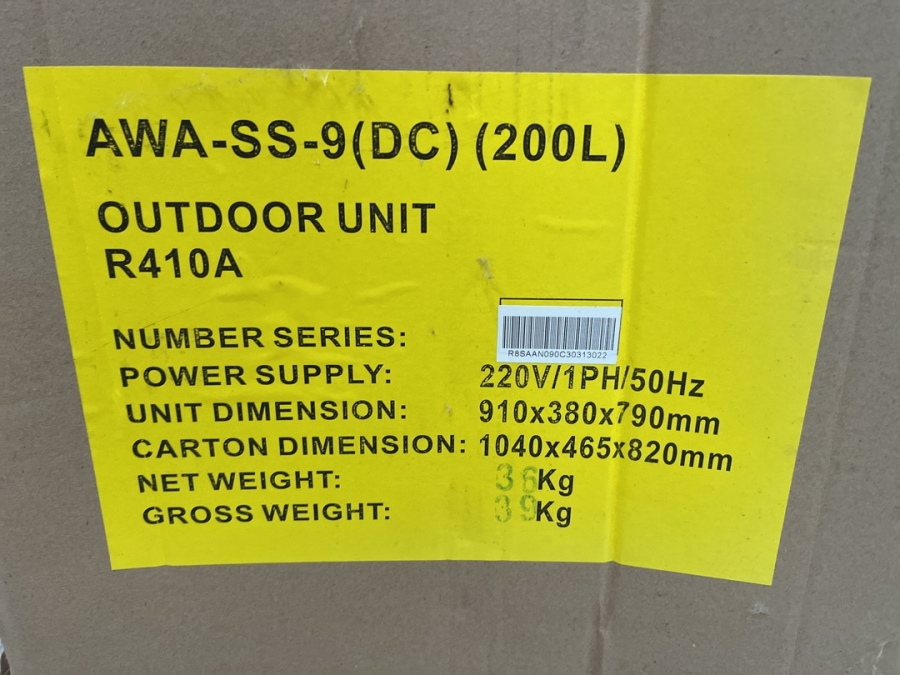 AWA-SS-9(DC) (200L)
OUTDOOR UNIT
R410A
NUMBER SERIES:
R8SAAN090C30313022
POWER SUPPLY: 220V/1PH/50Hz
UNIT DIMENSION: 910x380x790mm
CARTON DIMENSION: 1040x465x820mm
NET WEIGHT: 36Kg
GROSS WEIGHT: 39Kg